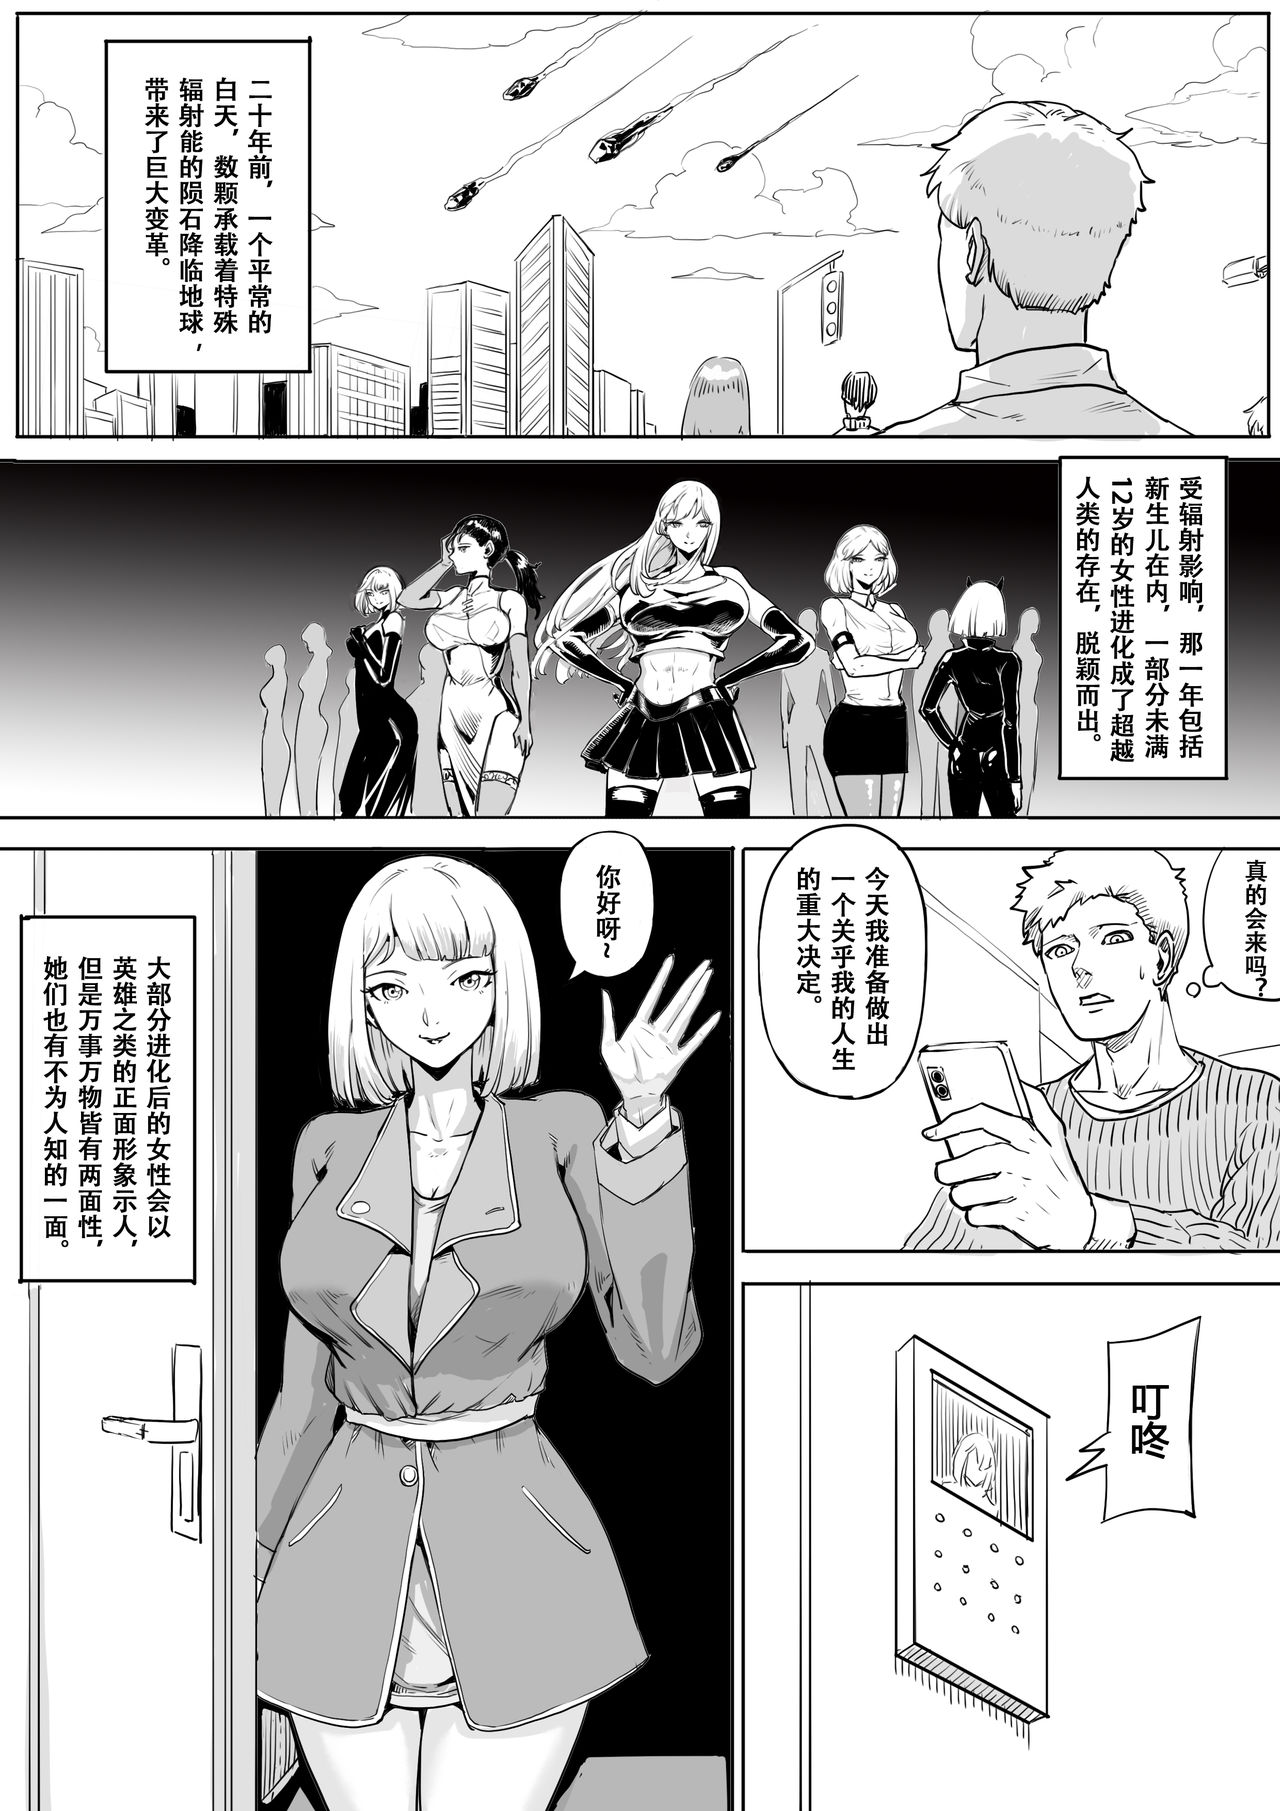 二十年前，一个平常的
白天，数颗承载着特殊
辐射能的陨石降临地球，
带来了巨大变革。
受辐射影响，那一年包括
新生儿在内，一部分未满
12岁的女性进化成了超越
人类的存在，脱颖而出。
真的会来吗？
今天我准备做出
一个关乎我的人生
的重大决定。
叮咚
你好呀~
大部分进化后的女性会以
英雄之类的正面形象示人，
但是万事万物皆有两面性，
她们也有不为人知的一面。